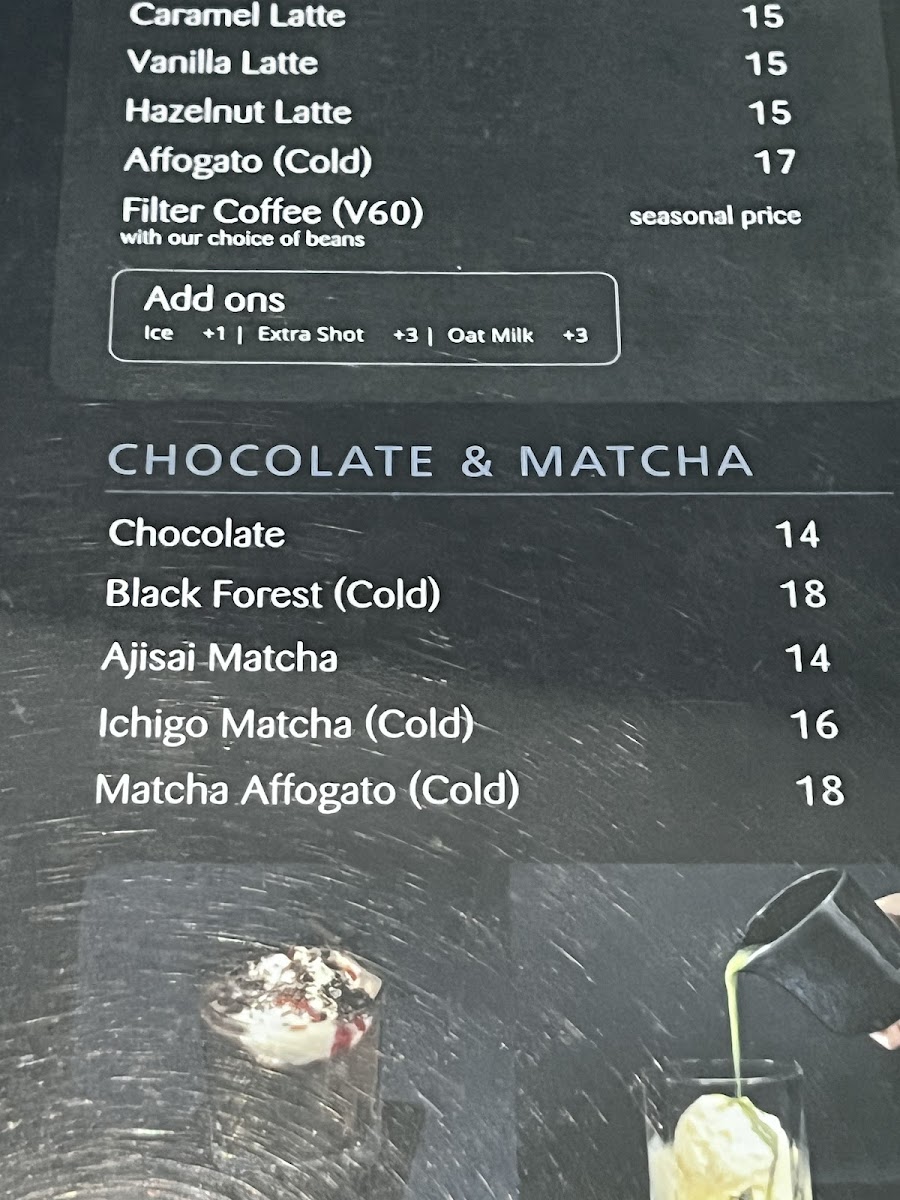 Caramel Latte 15
Vanilla Latte 15
Hazelnut Latte 15
Affogato (Cold) 17
Filter Coffee (V60) seasonal price
with our choice of beans
Add ons
Ice +1 | Extra Shot +3 | Oat Milk +3
CHOCOLATE & MATCHA
Chocolate 14
Black Forest (Cold) 18
Ajisai Matcha 14
Ichigo Matcha (Cold) 16
Matcha Affogato (Cold) 18